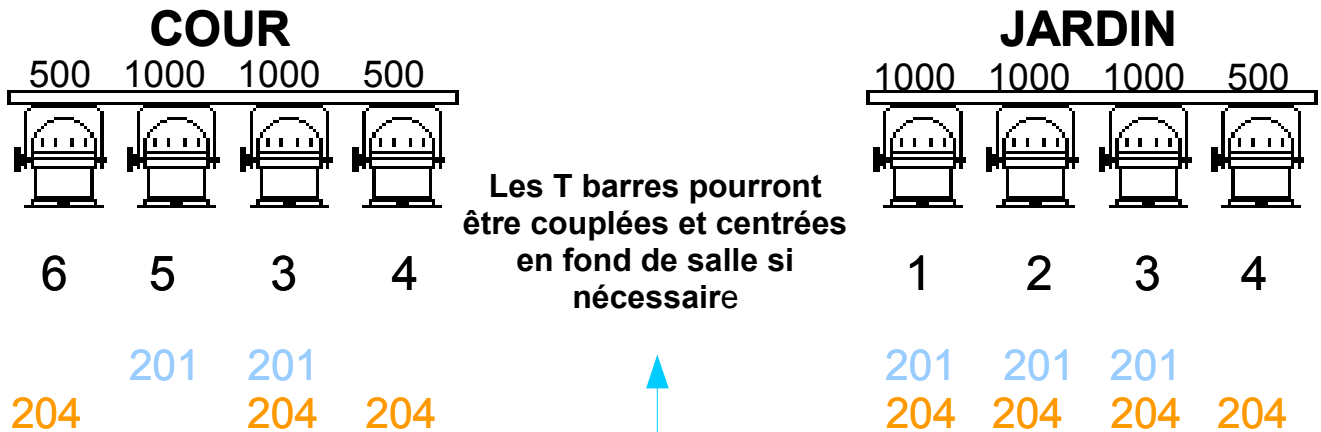 COUR
JARDIN
500 1000 1000 500
1000 1000 1000 500
Les T barres pourront
être couplées et centrées
en fond de salle si
nécessaire
6 5 3 4
1 2 3 4
201 201
201 201 201
204 204 204
204 204 204 204